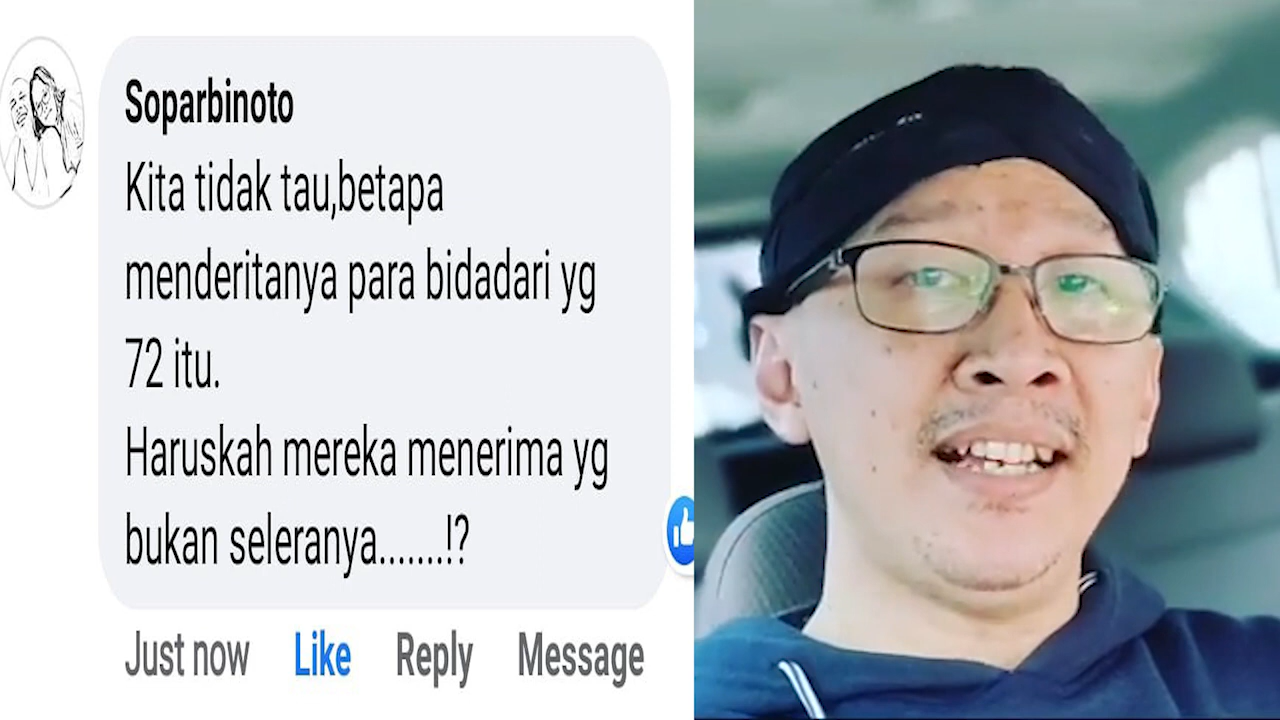 Soparbinoto
Kita tidak tau,betapa
menderitanya para bidadari yg
72 itu.
Haruskah mereka menerima yg
bukan seleranya.......!?
Just now Like Reply Message